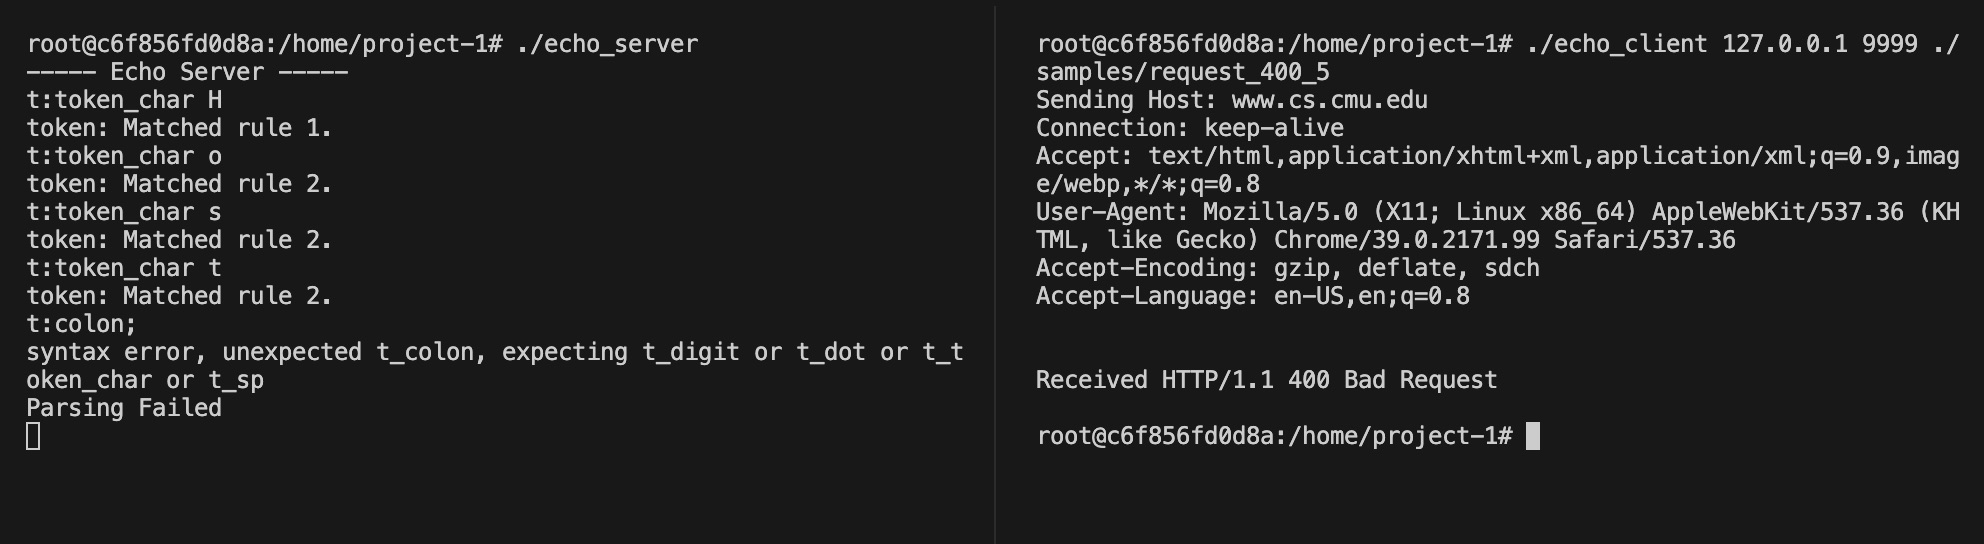 root@c6f856fd0d8a:/home/project-1# ./echo_server
----- Echo Server -----
t:token_char H
token: Matched rule 1.
t:token_char o
token: Matched rule 2.
t:token_char s
token: Matched rule 2.
t:token_char t
token: Matched rule 2.
t:colon;
syntax error, unexpected t_colon, expecting t_digit or t_dot or t_t
oken_char or t_sp
Parsing Failed
root@c6f856fd0d8a:/home/project-1# ./echo_client 127.0.0.1 9999 ./
samples/request_400_5
Sending Host: www.cs.cmu.edu
Connection: keep-alive
Accept: text/html,application/xhtml+xml,application/xml;q=0.9,imag
e/webp,*/*;q=0.8
User-Agent: Mozilla/5.0 (X11; Linux x86_64) AppleWebKit/537.36 (KH
TML, like Gecko) Chrome/39.0.2171.99 Safari/537.36
Accept-Encoding: gzip, deflate, sdch
Accept-Language: en-US,en;q=0.8
Received HTTP/1.1 400 Bad Request
root@c6f856fd0d8a:/home/project-1#